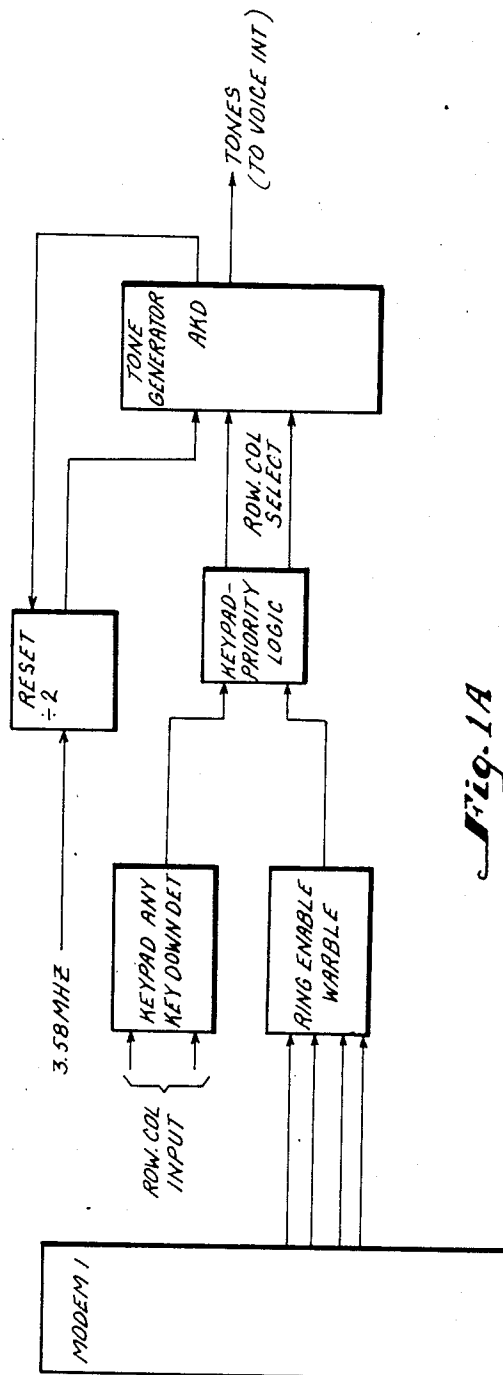 MODEM 1
3.58MHZ
RESET
÷2
ROW.COL
INPUT
KEYPAD ANY
KEY DOWN DET
RING ENABLE
WARBLE
KEYPAD-
PRIORITY
LOGIC
ROW.COL
SELECT
TONE
GENERATOR
AKD
TONES
(TO VOICE INT)
Fig. 1A